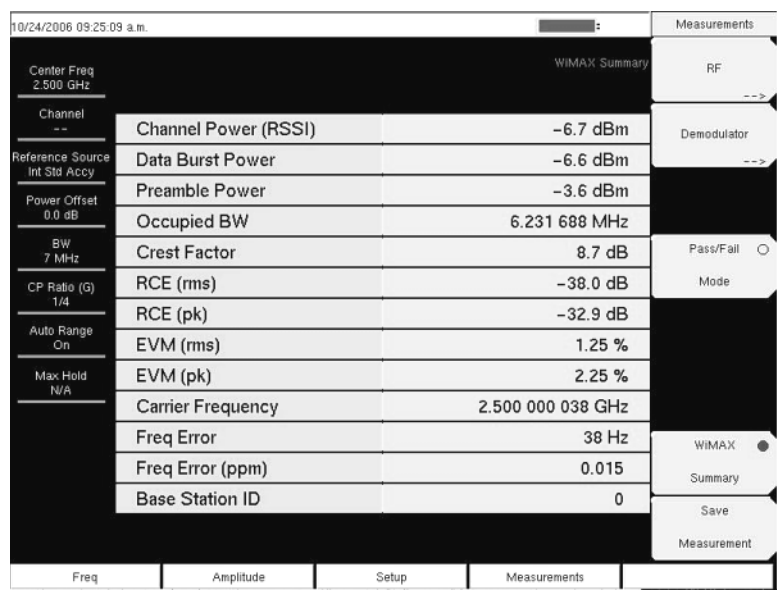 10/24/2006 09:25:09 a.m.
Measurements
WiMAX Summary
Center Freq
2.500 GHz
Channel
--
Reference Source
Int Std Accy
Power Offset
0.0 dB
BW
7 MHz
CP Ratio (G)
1/4
Auto Range
On
Max Hold
N/A
Channel Power (RSSI) −6.7 dBm
Data Burst Power −6.6 dBm
Preamble Power −3.6 dBm
Occupied BW 6.231 688 MHz
Crest Factor 8.7 dB
RCE (rms) −38.0 dB
RCE (pk) −32.9 dB
EVM (rms) 1.25 %
EVM (pk) 2.25 %
Carrier Frequency 2.500 000 038 GHz
Freq Error 38 Hz
Freq Error (ppm) 0.015
Base Station ID 0
RF
-->
Demodulator
-->
Pass/Fail
Mode
WiMAX
Summary
Save
Measurement
Freq Amplitude Setup Measurements